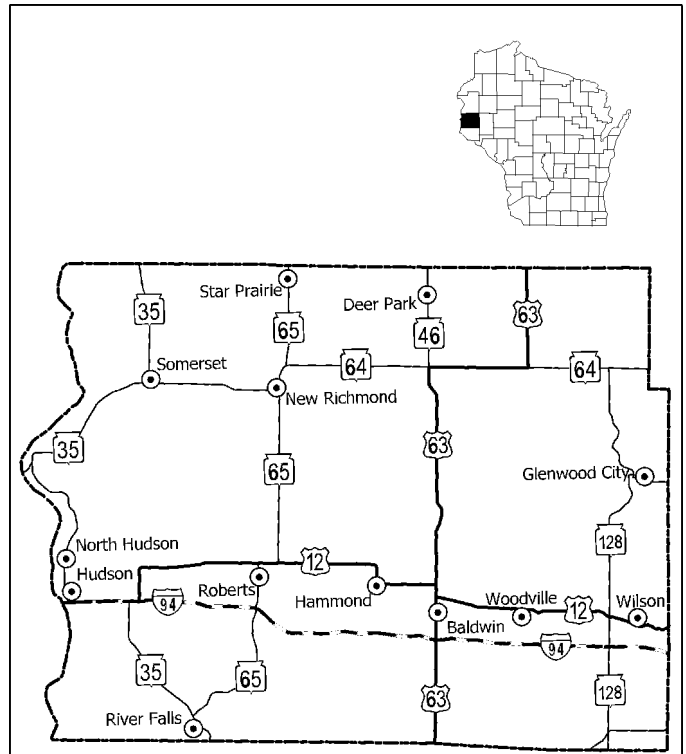 Star Prairie
Deer Park
35
65
46
63
Somerset
64
64
New Richmond
35
63
65
Glenwood City
North Hudson
128
Hudson
12
Roberts
Hammond
94
Woodville
12
Wilson
Baldwin
94
35
65
63
128
River Falls